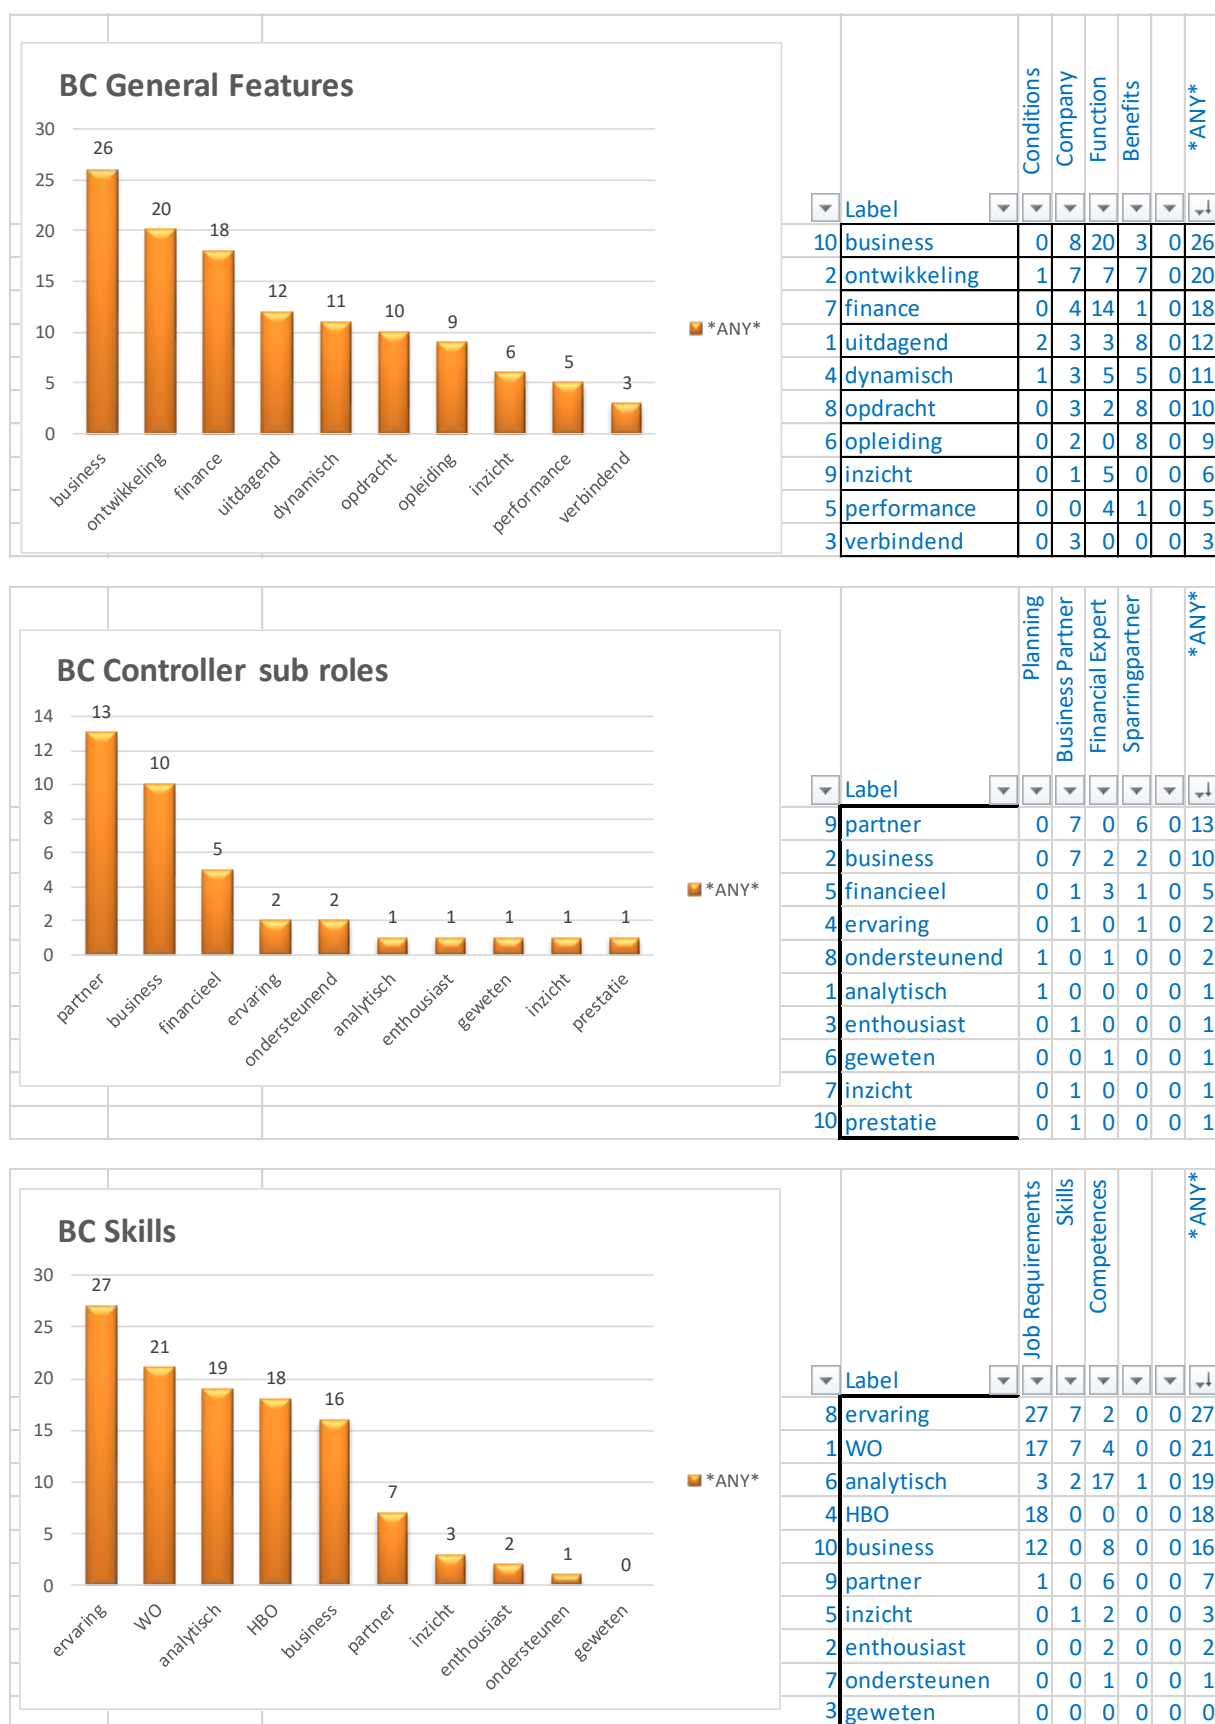 BC General Features
30
25
20
15
10
5
0
26
20
18
12
11
10
9
6
5
3
business
ontwikkeling
finance
uitdagend
dynamisch
opdracht
opleiding
inzicht
performance
verbindend
*ANY*
Label Conditions Company Function Benefits *ANY*
10 business 0 8 20 3 0 26
2 ontwikkeling 1 7 7 7 0 20
7 finance 0 4 14 1 0 18
1 uitdagend 2 3 3 8 0 12
4 dynamisch 1 3 5 5 0 11
8 opdracht 0 3 2 8 0 10
6 opleiding 0 2 0 8 0 9
9 inzicht 0 1 5 0 0 6
5 performance 0 0 4 1 0 5
3 verbindend 0 3 0 0 0 3
BC Controller sub roles
14
12
10
8
6
4
2
0
13
10
5
2
2
1
1
1
1
1
partner
business
financieel
ervaring
ondersteunend
analytisch
enthousiast
geweten
inzicht
prestatie
*ANY*
Label Planning Business Partner Financial Expert Sparringpartner *ANY*
9 partner 0 7 0 6 0 13
2 business 0 7 2 2 0 10
5 financieel 0 1 3 1 0 5
4 ervaring 0 1 0 1 0 2
8 ondersteunend 1 0 1 0 0 2
1 analytisch 1 0 0 0 0 1
3 enthousiast 0 1 0 0 0 1
6 geweten 0 0 1 0 0 1
7 inzicht 0 1 0 0 0 1
10 prestatie 0 1 0 0 0 1
BC Skills
30
25
20
15
10
5
0
27
21
19
18
16
7
3
2
1
0
ervaring
WO
analytisch
HBO
business
partner
inzicht
enthousiast
ondersteunen
geweten
*ANY*
Label Job Requirements Skills Competences *ANY*
8 ervaring 27 7 2 0 0 27
1 WO 17 7 4 0 0 21
6 analytisch 3 2 17 1 0 19
4 HBO 18 0 0 0 0 18
10 business 12 0 8 0 0 16
9 partner 1 0 6 0 0 7
5 inzicht 0 1 2 0 0 3
2 enthousiast 0 0 2 0 0 2
7 ondersteunen 0 0 1 0 0 1
3 geweten 0 0 0 0 0 0